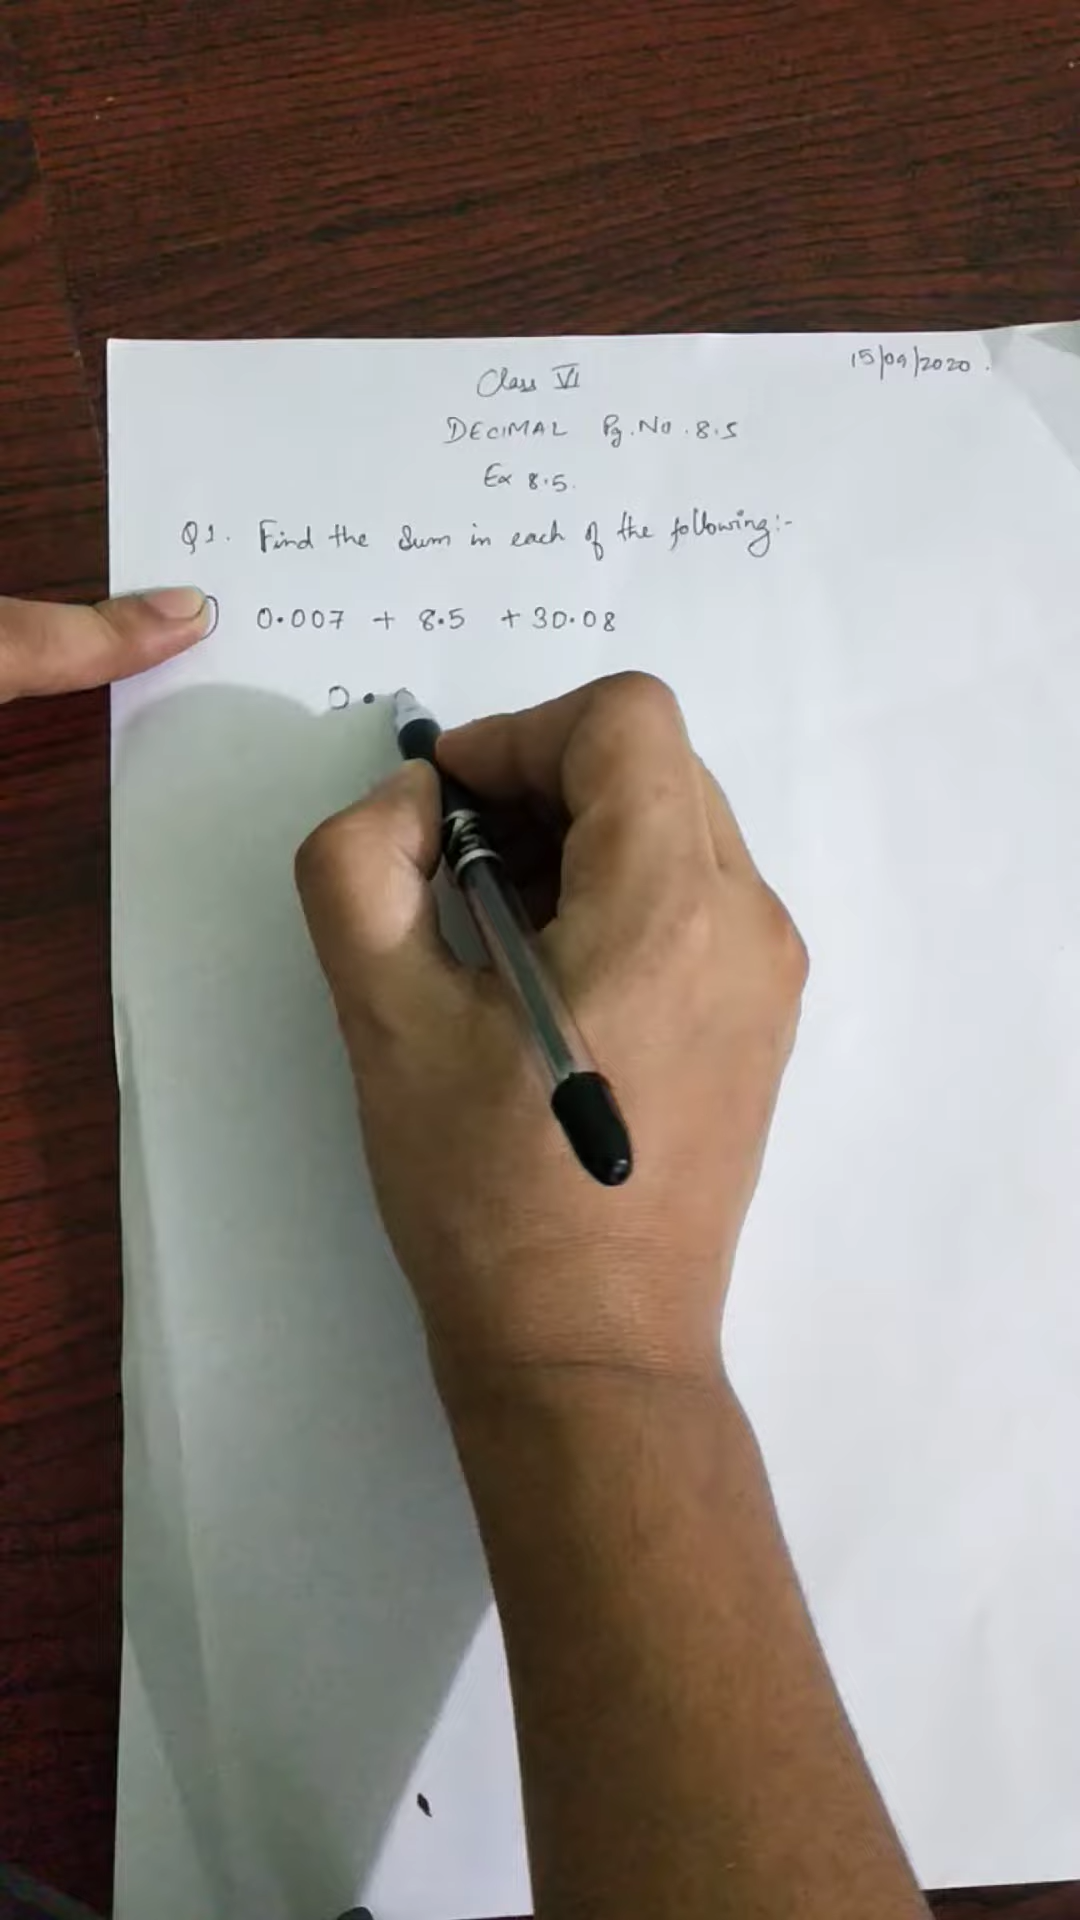 15/09/2020.
Class VI
DECIMAL Pg. No. 8.5
Ex 8.5.
Q1. Find the Sum in each of the following:-
) 0.007 + 8.5 + 30.08
0.